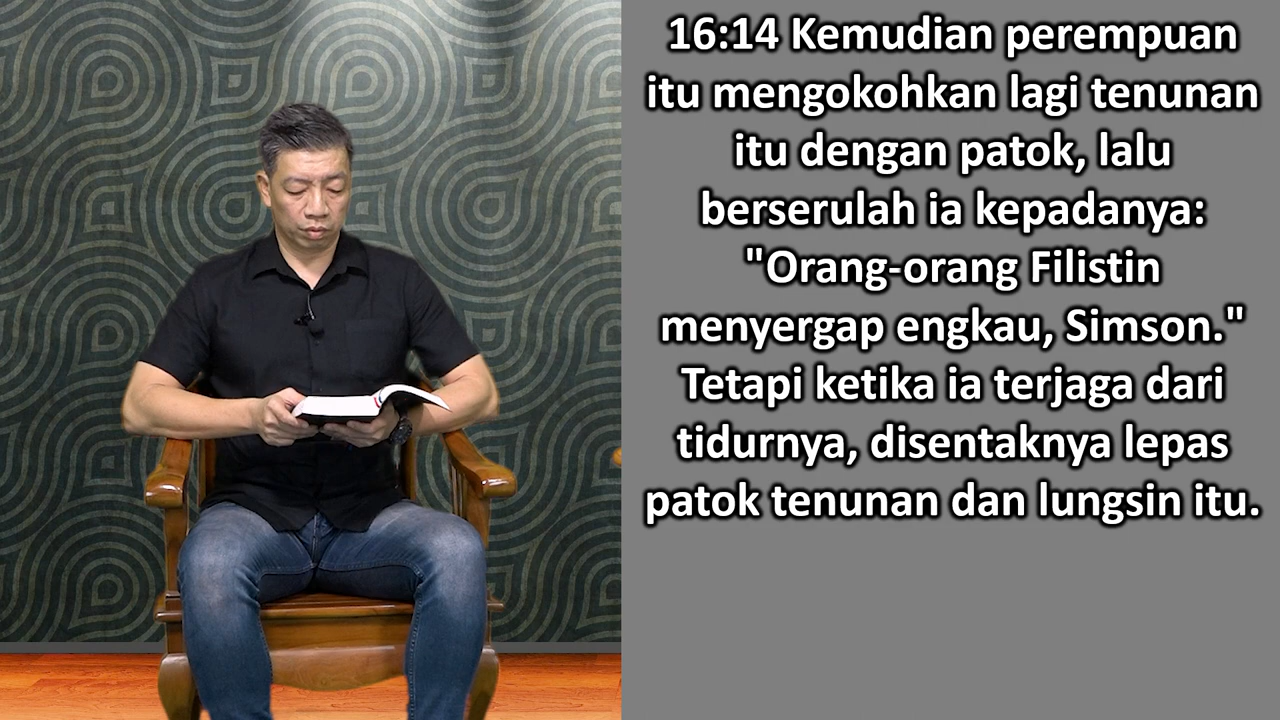 16:14 Kemudian perempuan
itu mengokohkan lagi tenunan
itu dengan patok, lalu
berserulah ia kepadanya:
"Orang-orang Filistin
menyergap engkau, Simson."
Tetapi ketika ia terjaga dari
tidurnya, disentaknya lepas
patok tenunan dan lungsin itu.